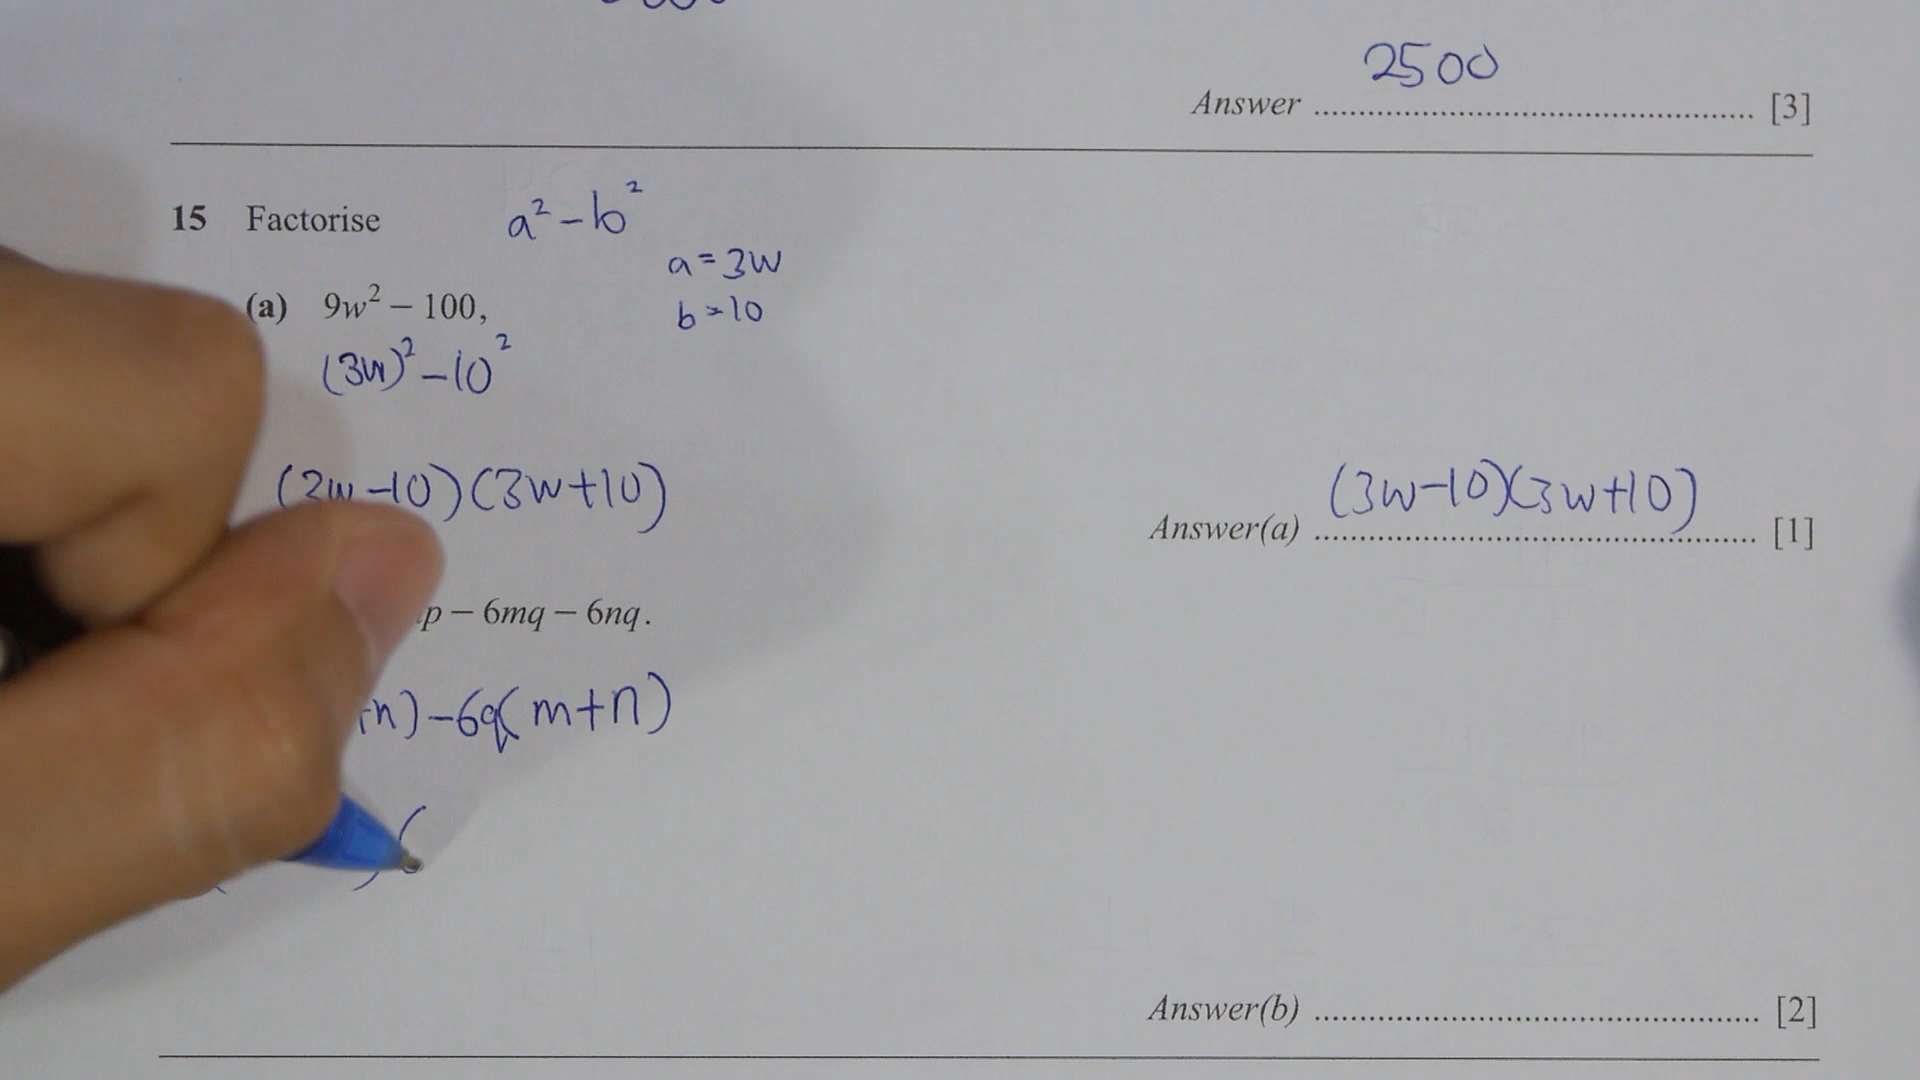 2500
Answer ........................................ [3]
15 Factorise a² – b²
a = 3w
(a) 9w² – 100,
b = 10
(3w)² – 10²
(3w–10)(3w+10)
(3w–10)(3w+10)
Answer(a) ........................................ [1]
p – 6mq – 6nq.
n) –6q( m+n)
) (
Answer(b) ........................................ [2]